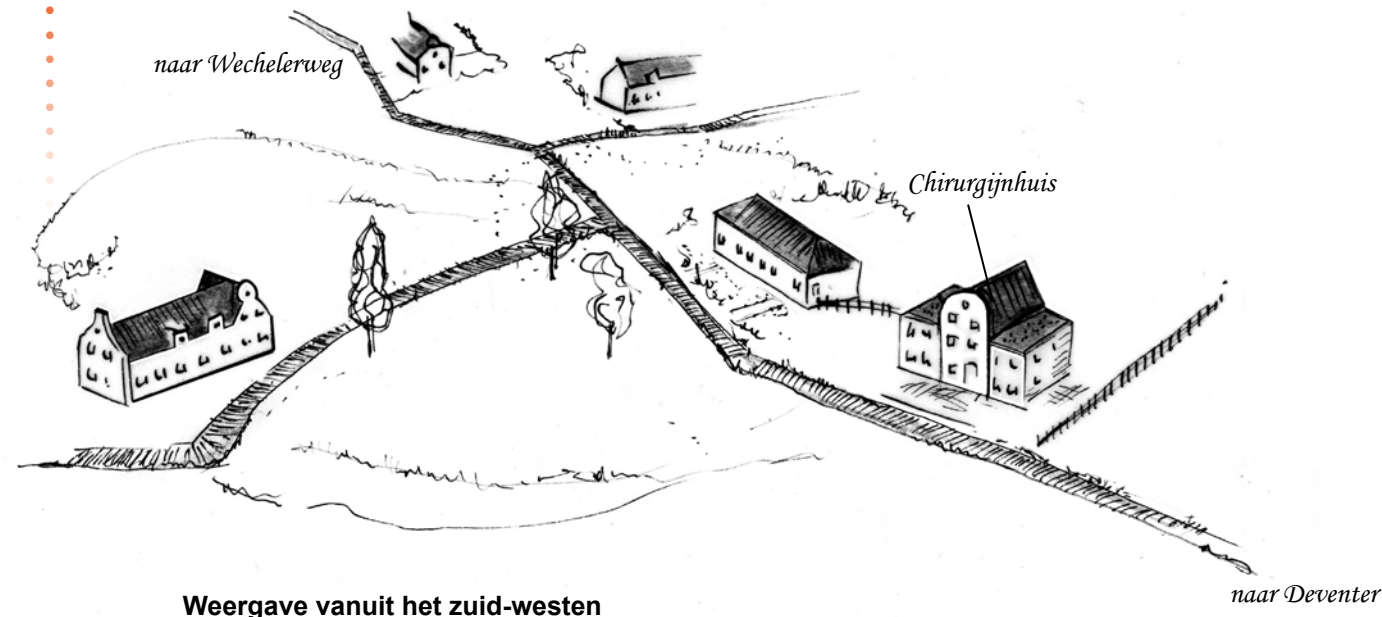 naar Wechelerweg
Chirurgijnhuis
naar Deventer
Weergave vanuit het zuid-westen